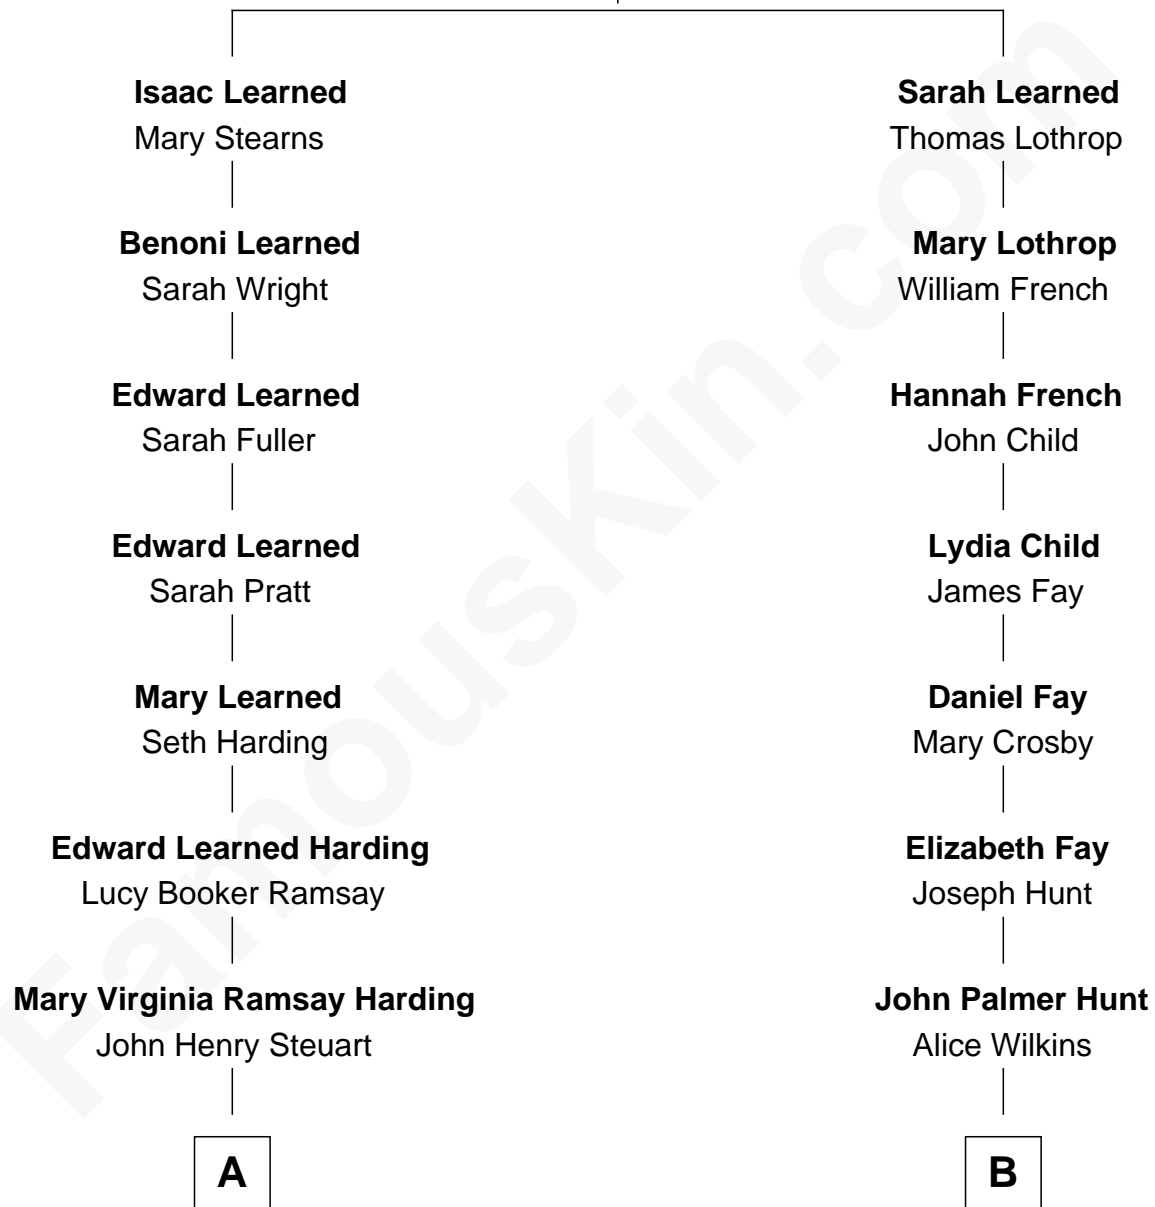 Isaac Learned
Mary Stearns
Benoni Learned
Sarah Wright
Edward Learned
Sarah Fuller
Edward Learned
Sarah Pratt
Mary Learned
Seth Harding
Edward Learned Harding
Lucy Booker Ramsay
Mary Virginia Ramsay Harding
John Henry Steuart
A
Sarah Learned
Thomas Lothrop
Mary Lothrop
William French
Hannah French
John Child
Lydia Child
James Fay
Daniel Fay
Mary Crosby
Elizabeth Fay
Joseph Hunt
John Palmer Hunt
Alice Wilkins
B
FamousKin.com